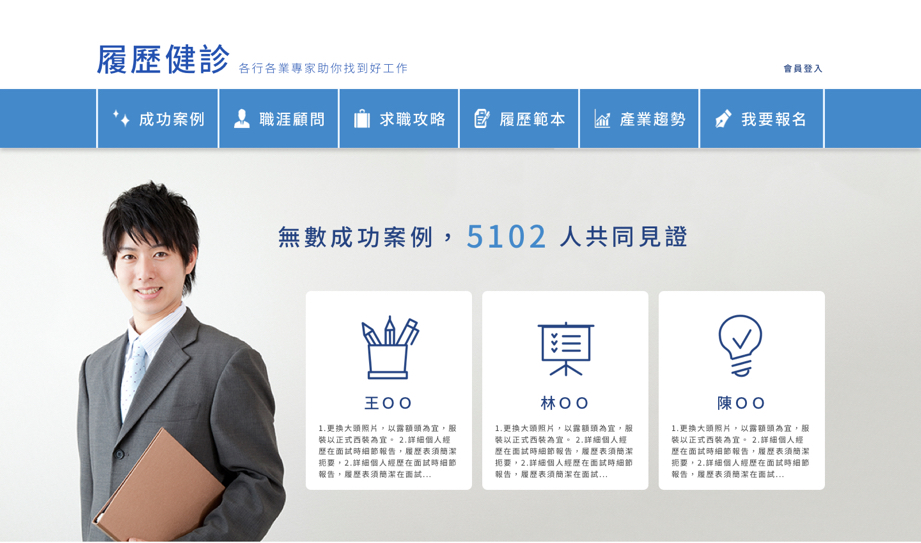 履歷健診 各行各業專家助你找到好工作
會員登入
成功案例 職涯顧問 求職攻略 履歷範本 產業趨勢 我要報名
無數成功案例，5102 人共同見證
王OO
1.更換大頭照片，以露額頭為宜，服
裝以正式西裝為宜。 2.詳細個人經
歷在面試時細節報告，履歷表須簡潔
扼要，2.詳細個人經歷在面試時細節
報告，履歷表須簡潔在面試...
林OO
1.更換大頭照片，以露額頭為宜，服
裝以正式西裝為宜。 2.詳細個人經
歷在面試時細節報告，履歷表須簡潔
扼要，2.詳細個人經歷在面試時細節
報告，履歷表須簡潔在面試...
陳OO
1.更換大頭照片，以露額頭為宜，服
裝以正式西裝為宜。 2.詳細個人經
歷在面試時細節報告，履歷表須簡潔
扼要，2.詳細個人經歷在面試時細節
報告，履歷表須簡潔在面試...